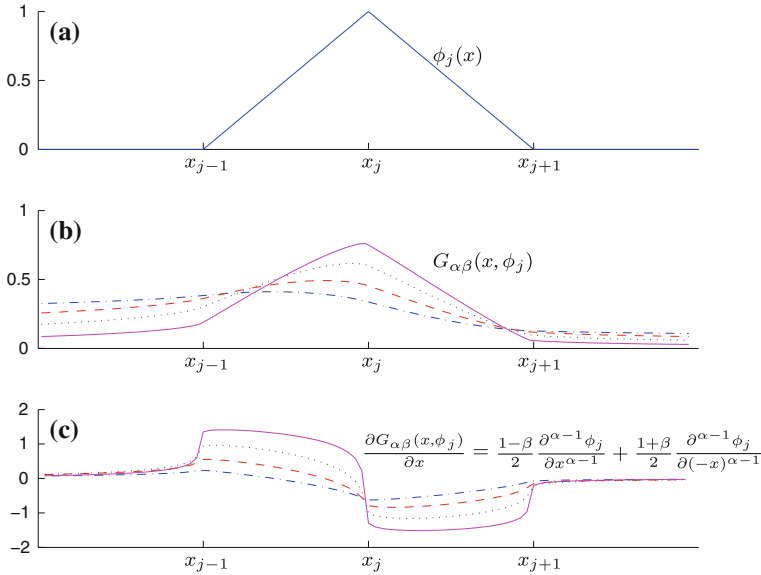 (a)
1
0.5
0
ϕ_j(x)
x_{j−1} x_j x_{j+1}
(b)
1
0.5
0
G_{αβ}(x, ϕ_j)
x_{j−1} x_j x_{j+1}
(c)
2
1
0
−1
−2
∂G_{αβ}(x,ϕ_j)/∂x = (1−β)/2 ∂^{α−1}ϕ_j/∂x^{α−1} + (1+β)/2 ∂^{α−1}ϕ_j/∂(−x)^{α−1}
x_{j−1} x_j x_{j+1}